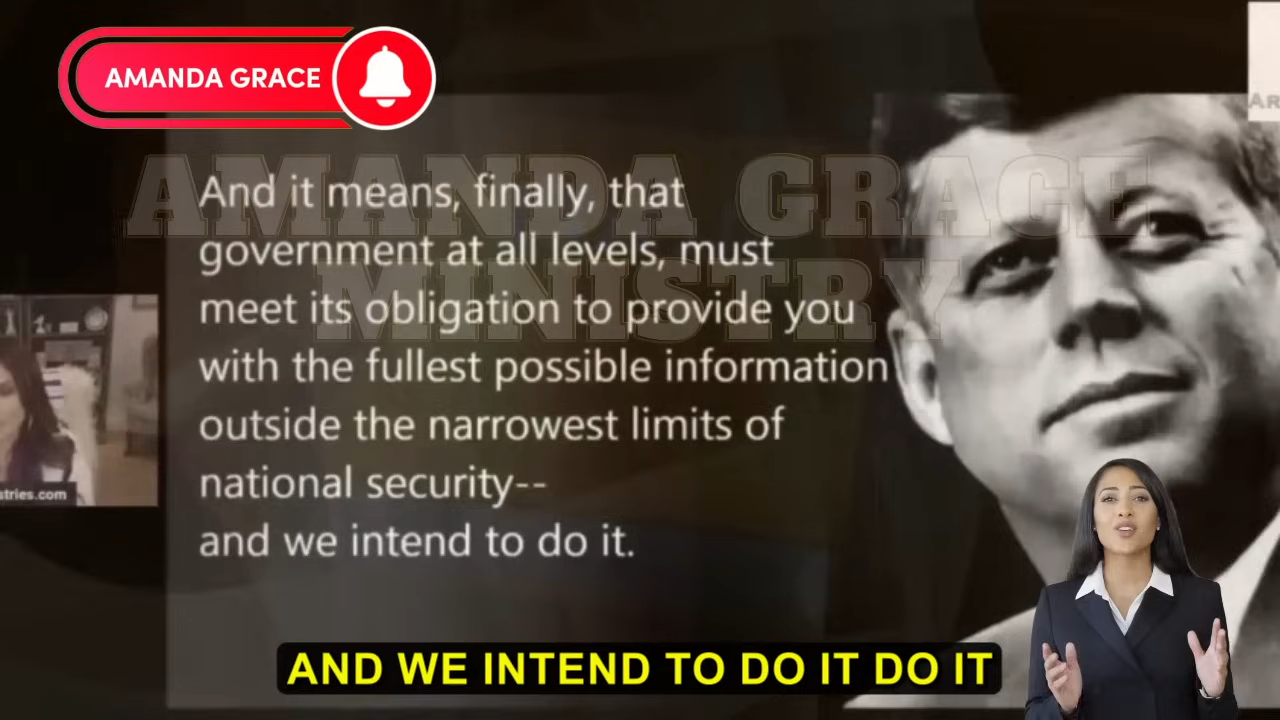 AMANDA GRACE
AMANDA GRACE
MINISTRY
And it means, finally, that
government at all levels, must
meet its obligation to provide you
with the fullest possible information
outside the narrowest limits of
national security--
and we intend to do it.
stries.com
AND WE INTEND TO DO IT DO IT